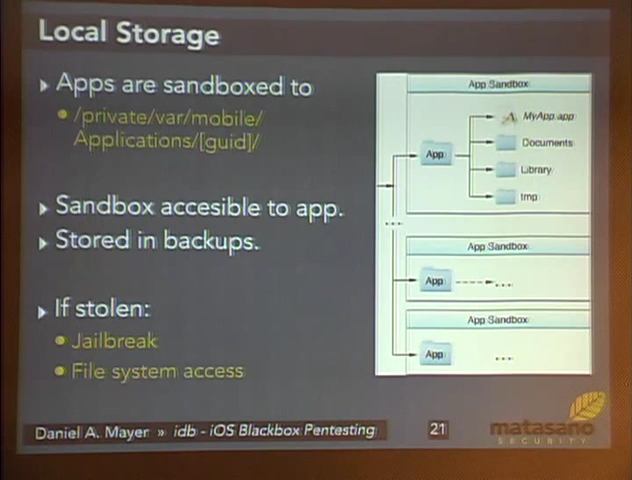 Local Storage
Apps are sandboxed to
/private/var/mobile/
Applications/[guid]/
Sandbox accesible to app.
Stored in backups.
If stolen:
Jailbreak
File system access
App Sandbox
MyApp.app
App
Documents
Library
tmp
....
App Sandbox
App
....
App Sandbox
App
....
Daniel A. Mayer » idb - iOS Blackbox Pentesting
21
matasano
SECURITY